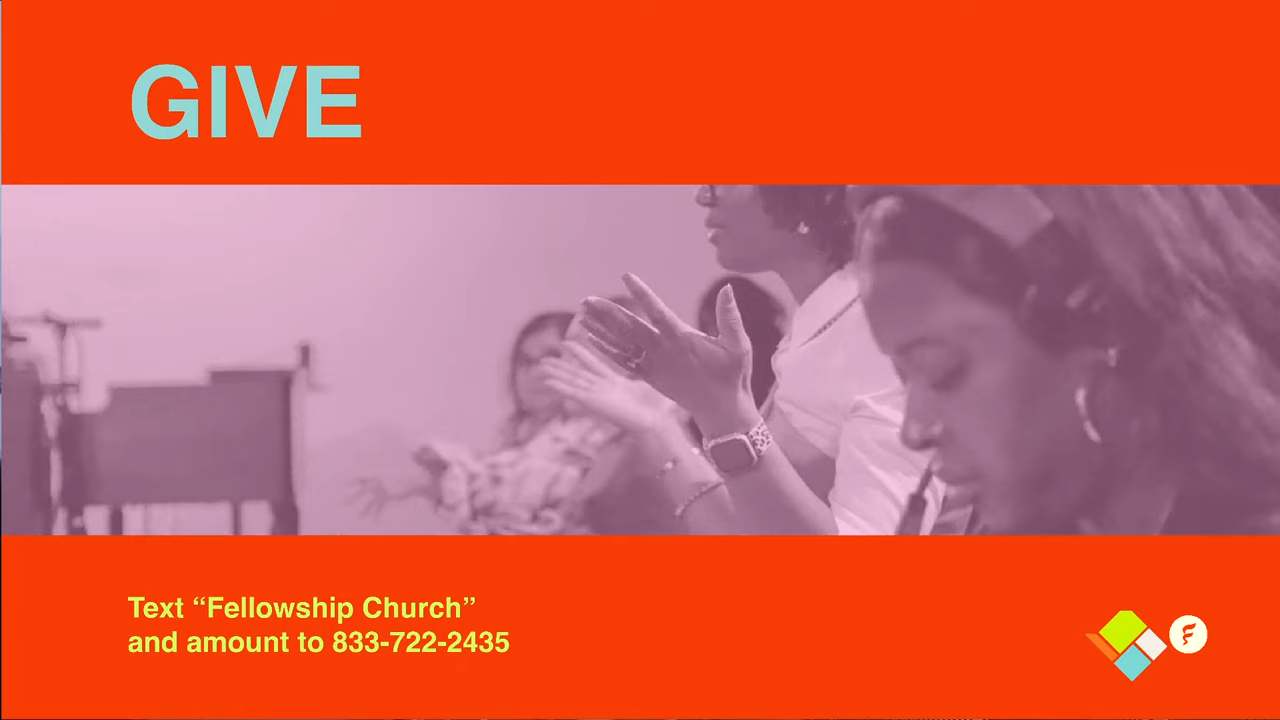 GIVE
Text “Fellowship Church”
and amount to 833-722-2435
F